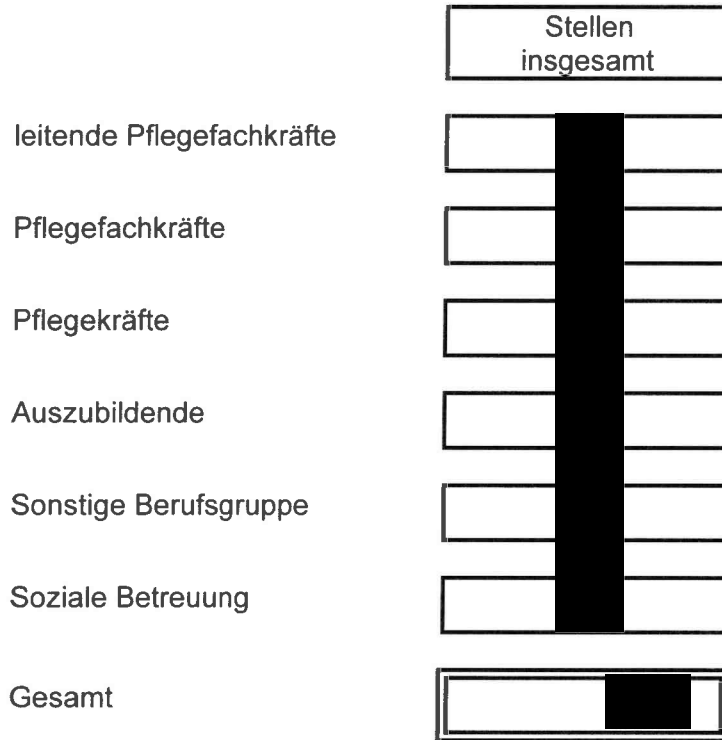 Stellen
insgesamt
leitende Pflegefachkräfte
Pflegefachkräfte
Pflegekräfte
Auszubildende
Sonstige Berufsgruppe
Soziale Betreuung
Gesamt